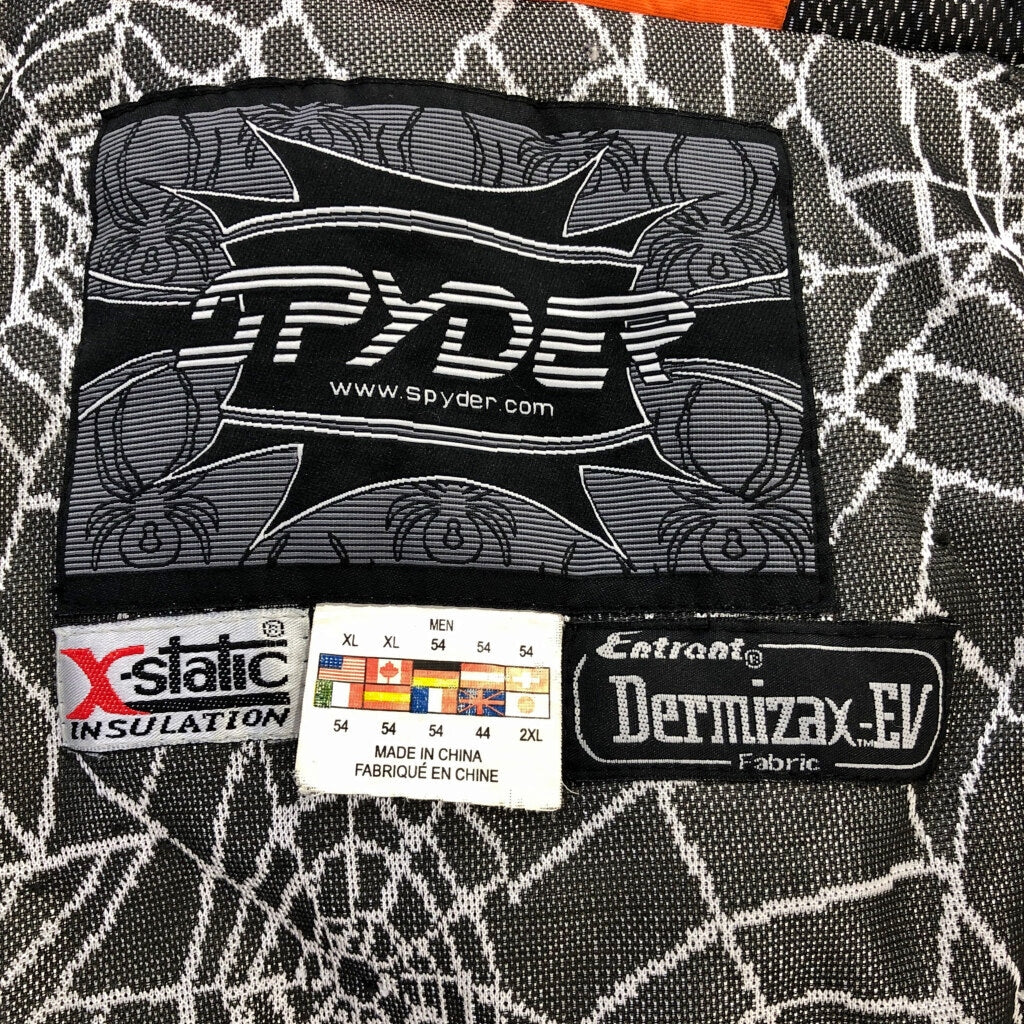 SPYDER
www.spyder.com
X-static®
INSULATION
MEN
XL XL 54 54 54
54 54 54 44 2XL
MADE IN CHINA
FABRIQUÉ EN CHINE
Entrant®
Dermizax™-EV
Fabric